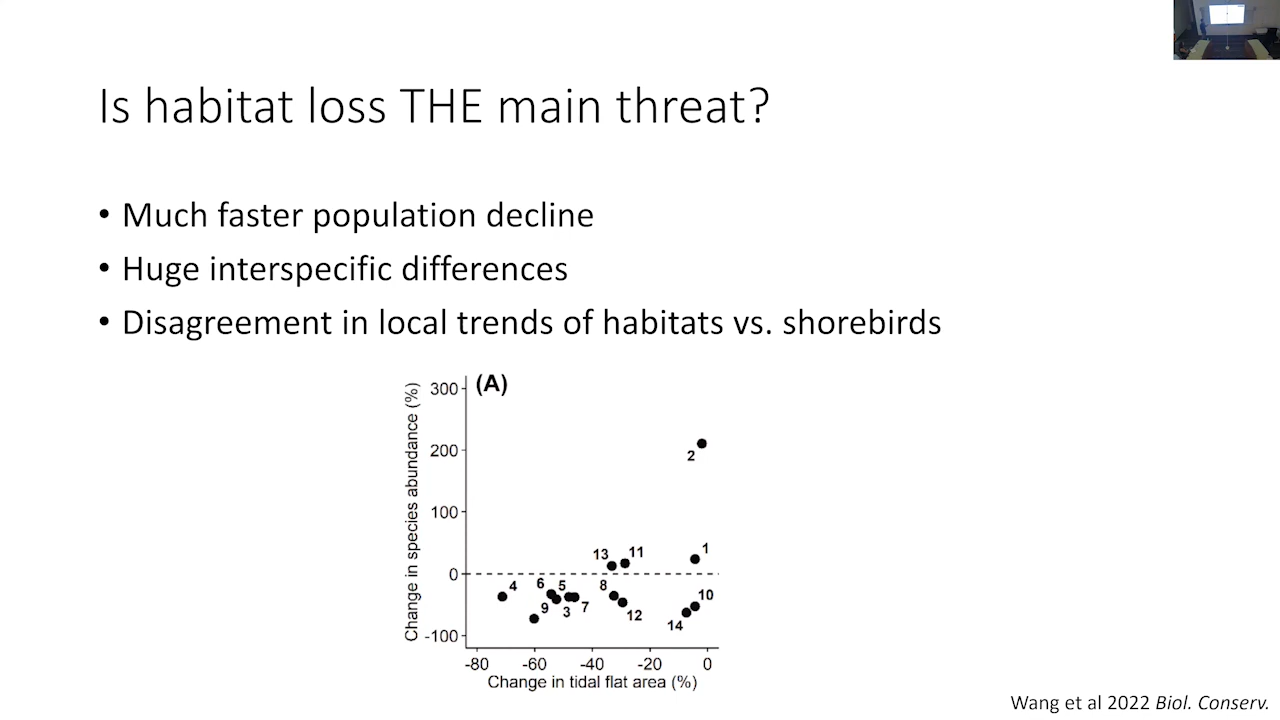 Is habitat loss THE main threat?
• Much faster population decline
• Huge interspecific differences
• Disagreement in local trends of habitats vs. shorebirds
(A)
Change in species abundance (%)
300
200
100
0
-100
2
1
13
11
4
6
5
8
10
9
3
7
12
14
-80 -60 -40 -20 0
Change in tidal flat area (%)
Wang et al 2022 Biol. Conserv.